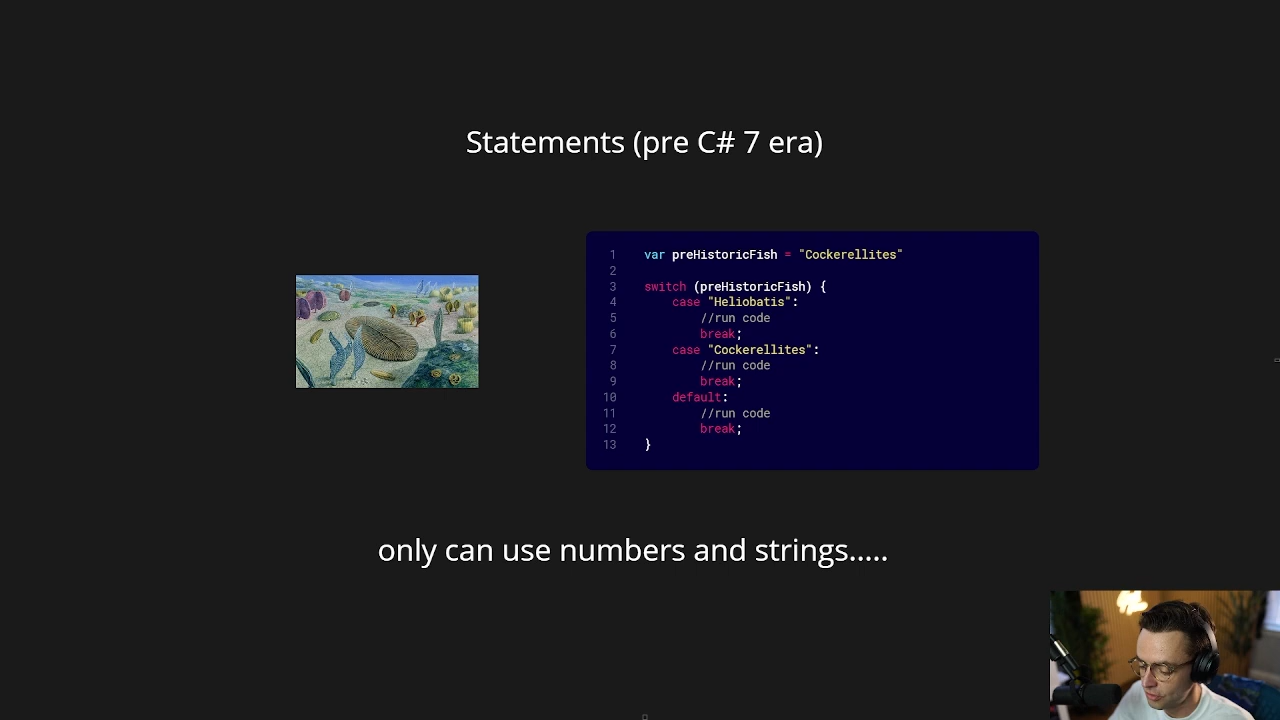 Statements (pre C# 7 era)
1 var preHistoricFish = "Cockerellites"
2
3 switch (preHistoricFish) {
4 case "Heliobatis":
5 //run code
6 break;
7 case "Cockerellites":
8 //run code
9 break;
10 default:
11 //run code
12 break;
13 }
only can use numbers and strings.....